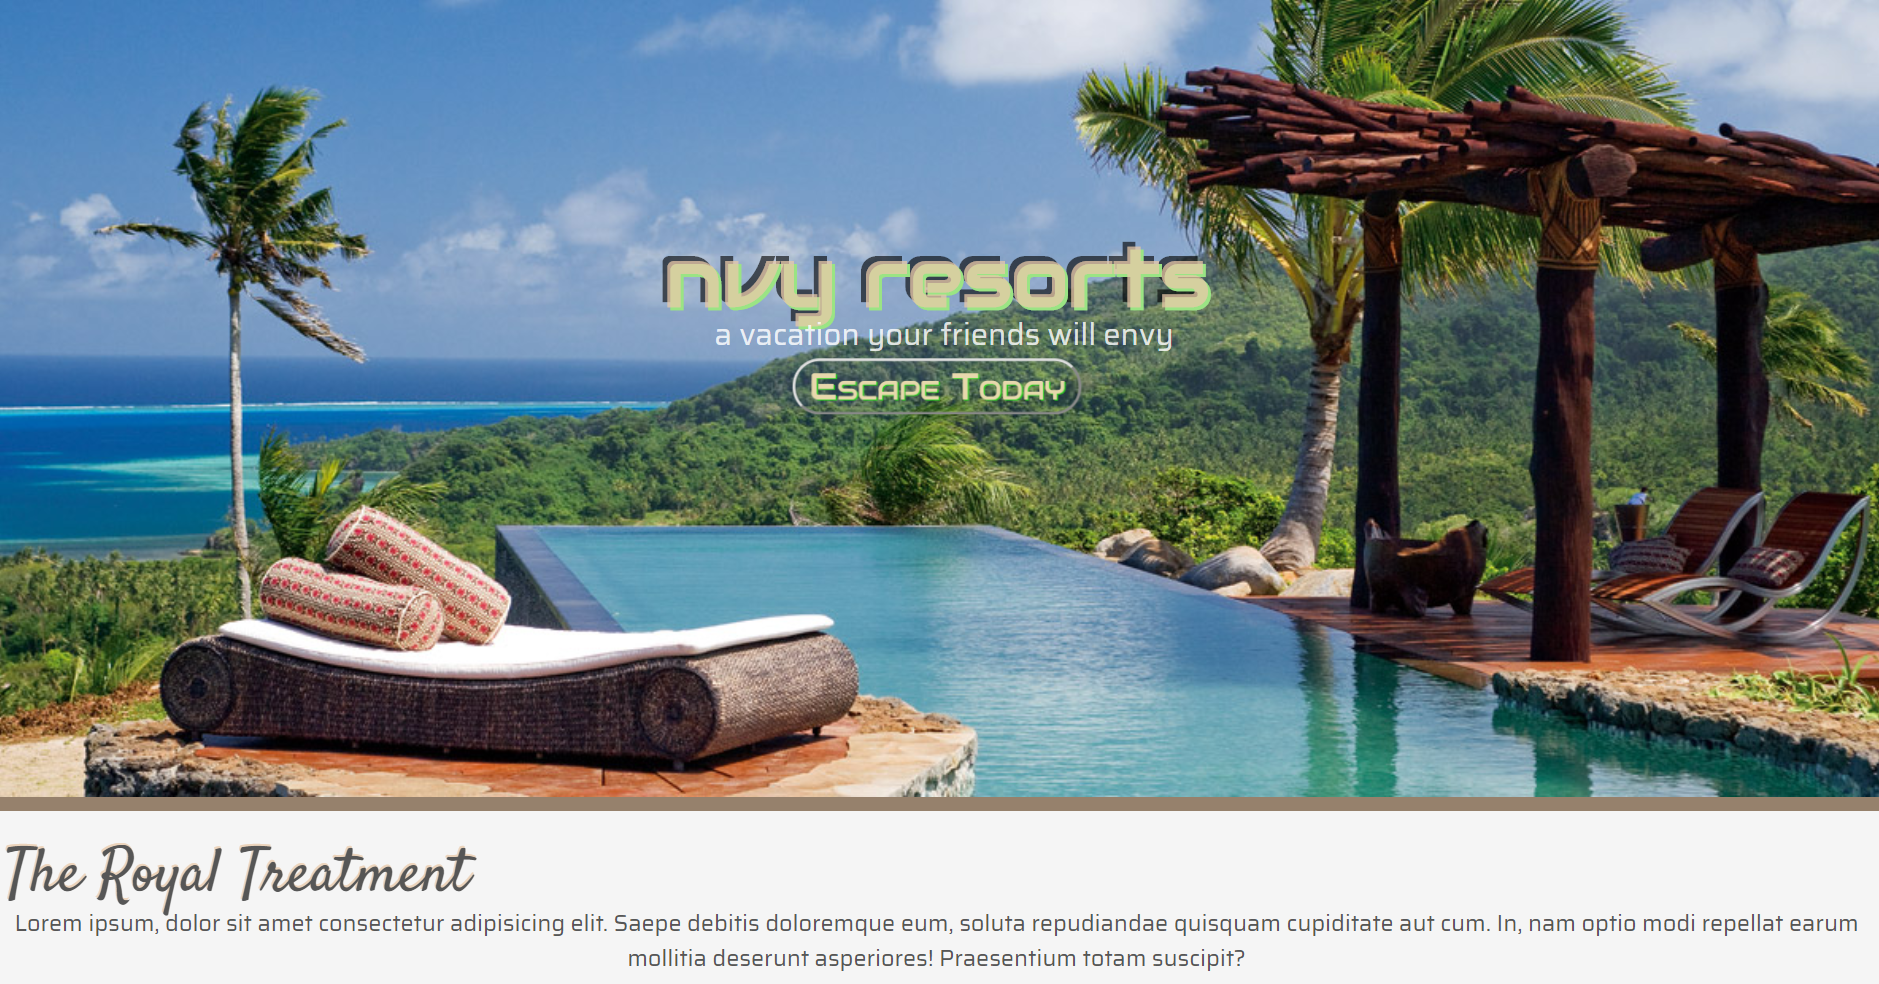 nvy resorts
a vacation your friends will envy
Escape Today
The Royal Treatment
Lorem ipsum, dolor sit amet consectetur adipisicing elit. Saepe debitis doloremque eum, soluta repudiandae quisquam cupiditate aut cum. In, nam optio modi repellat earum
mollitia deserunt asperiores! Praesentium totam suscipit?